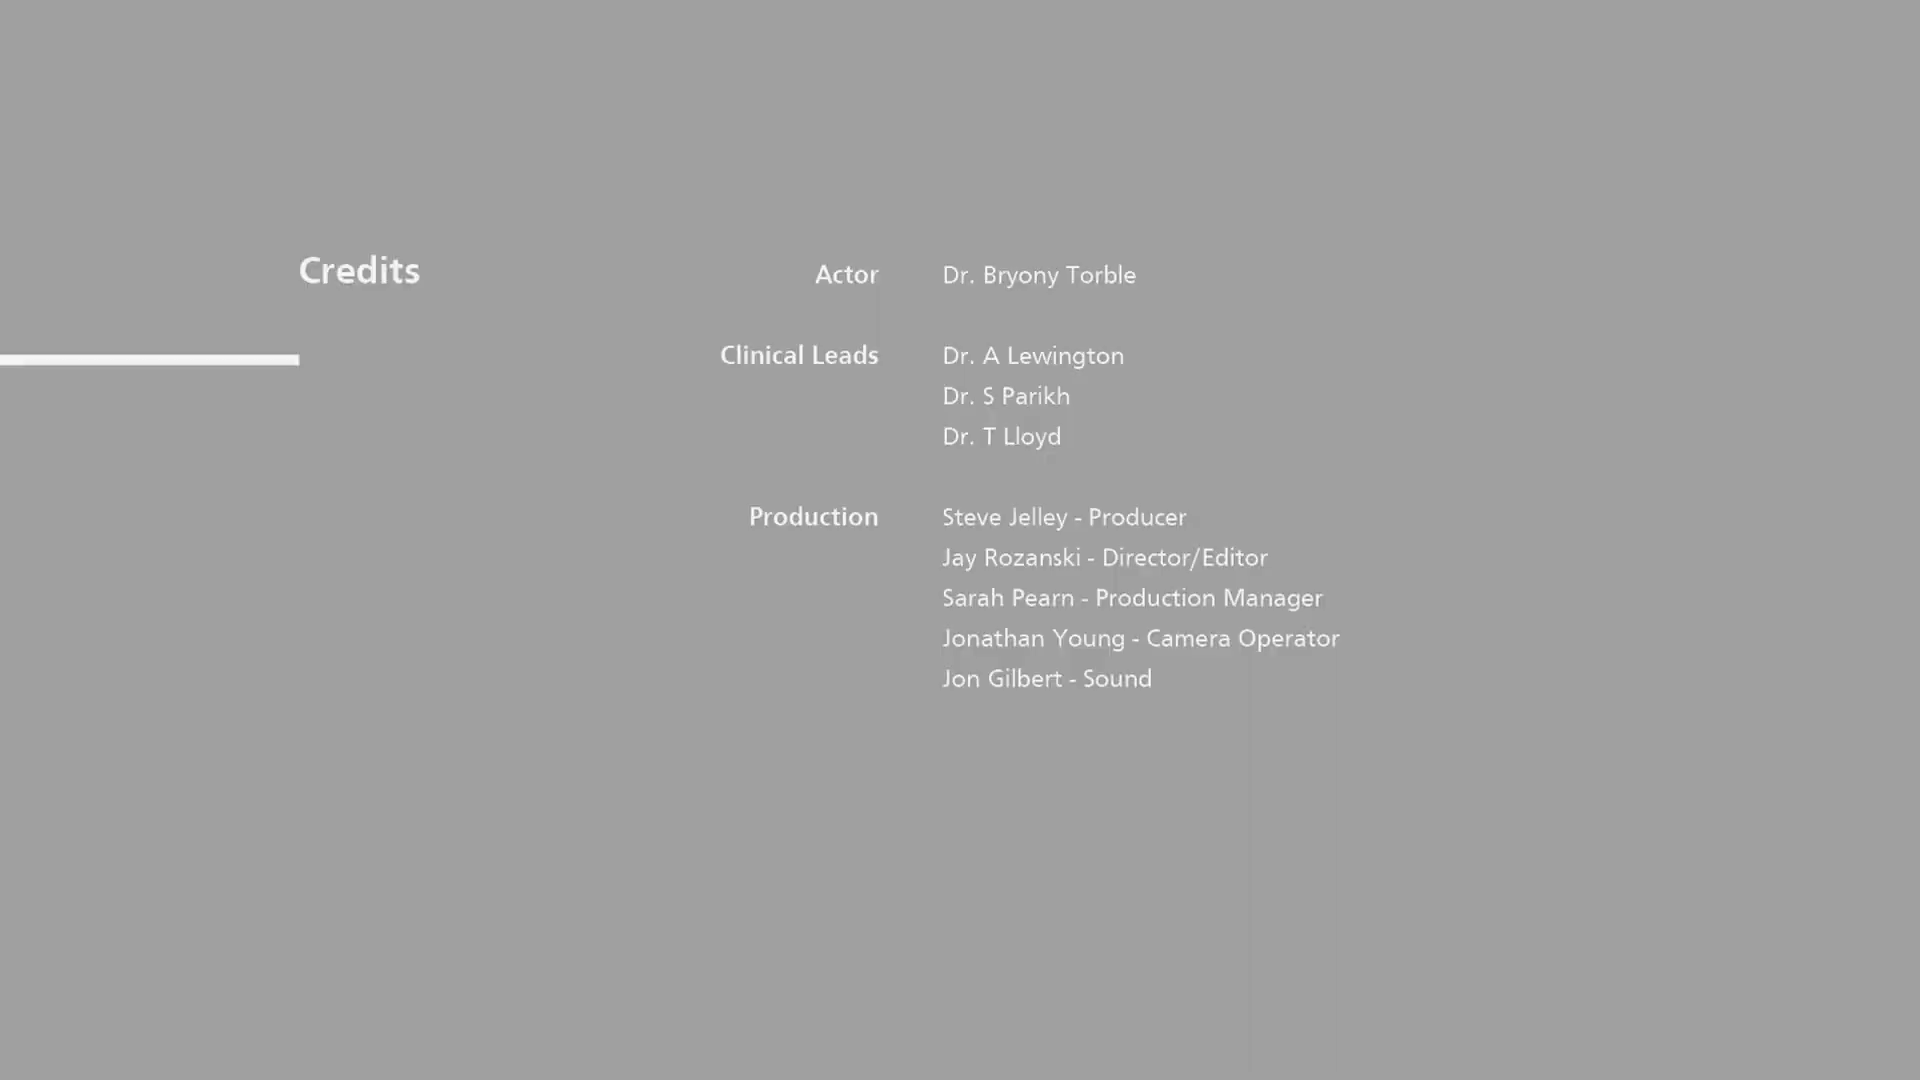 Credits
Actor Dr. Bryony Torble
Clinical Leads Dr. A Lewington
Dr. S Parikh
Dr. T Lloyd
Production Steve Jelley - Producer
Jay Rozanski - Director/Editor
Sarah Pearn - Production Manager
Jonathan Young - Camera Operator
Jon Gilbert - Sound